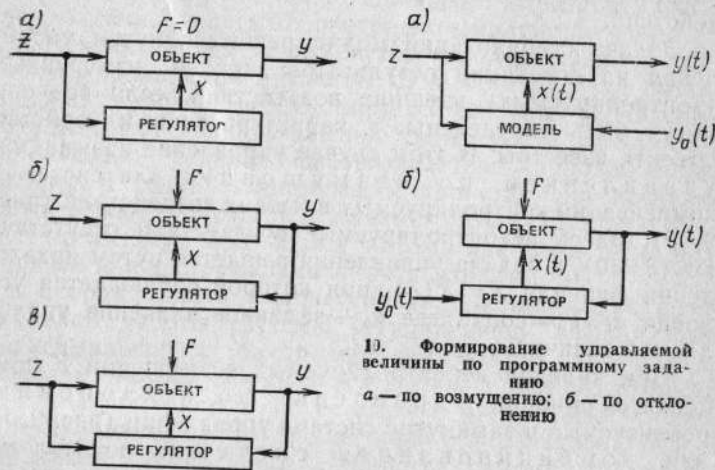 а)
F=0
Z
ОБЪЕКТ
y
X
РЕГУЛЯТОР
б)
F
Z
ОБЪЕКТ
y
X
РЕГУЛЯТОР
в)
F
Z
ОБЪЕКТ
y
X
РЕГУЛЯТОР
а)
Z
ОБЪЕКТ
y(t)
x(t)
МОДЕЛЬ
y₀(t)
б)
F
ОБЪЕКТ
y(t)
x(t)
y₀(t)
РЕГУЛЯТОР
10. Формирование управляемой
величины по программному зада-
нию
а — по возмущению; б — по откло-
нению